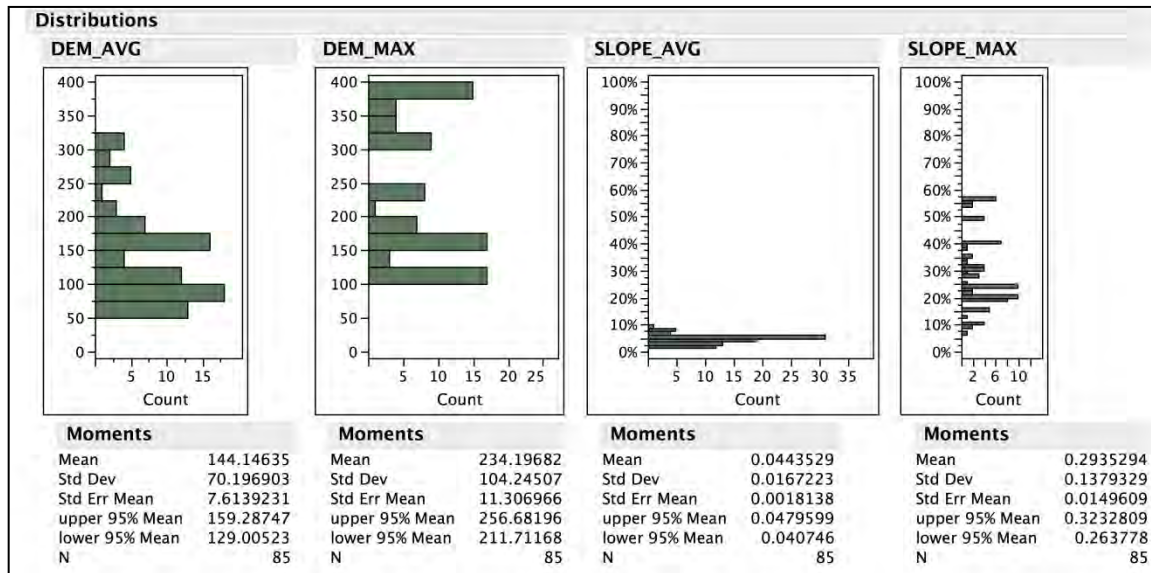 Distributions
DEM_AVG
400
350
300
250
200
150
100
50
0
5 10 15
Count
Moments
Mean 144.14635
Std Dev 70.196903
Std Err Mean 7.6139231
upper 95% Mean 159.28747
lower 95% Mean 129.00523
N 85
DEM_MAX
400
350
300
250
200
150
100
50
0
5 10 15 20 25
Count
Moments
Mean 234.19682
Std Dev 104.24507
Std Err Mean 11.306966
upper 95% Mean 256.68196
lower 95% Mean 211.71168
N 85
SLOPE_AVG
100%
90%
80%
70%
60%
50%
40%
30%
20%
10%
0%
5 10 15 20 25 30 35
Count
Moments
Mean 0.0443529
Std Dev 0.0167223
Std Err Mean 0.0018138
upper 95% Mean 0.0479599
lower 95% Mean 0.040746
N 85
SLOPE_MAX
100%
90%
80%
70%
60%
50%
40%
30%
20%
10%
0%
2 4 6 8 10
Count
Moments
Mean 0.2935294
Std Dev 0.1379329
Std Err Mean 0.0149609
upper 95% Mean 0.3232809
lower 95% Mean 0.263778
N 85